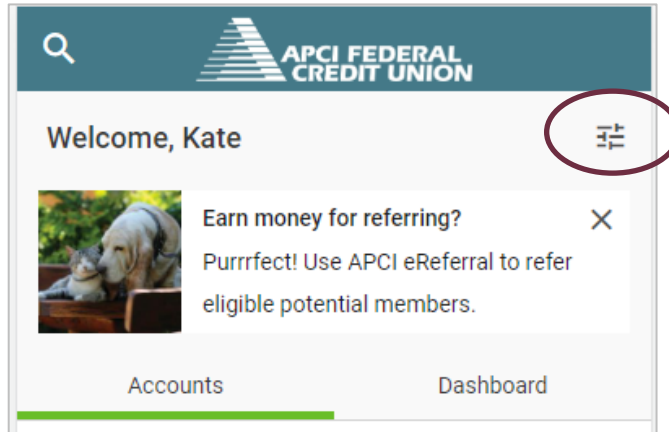 APCI FEDERAL
CREDIT UNION
Welcome, Kate
Earn money for referring?
Purrrfect! Use APCI eReferral to refer
eligible potential members.
Accounts
Dashboard